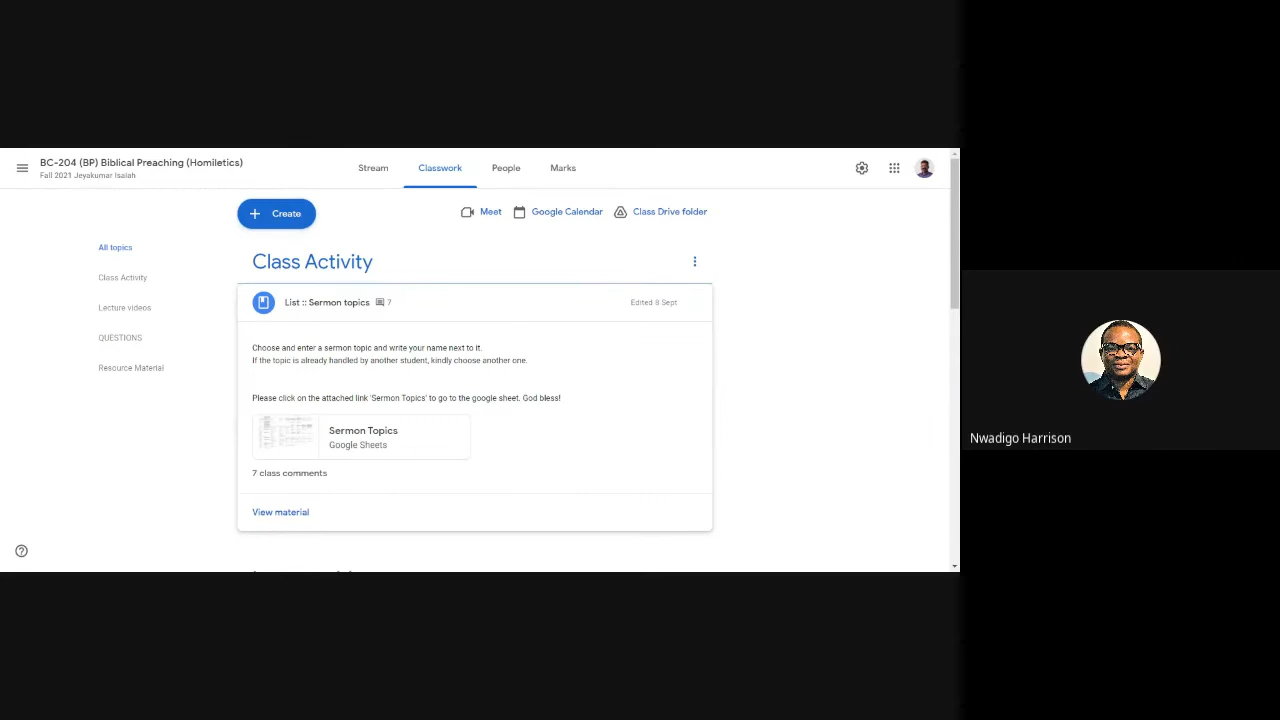 BC-204 (BP) Biblical Preaching (Homiletics)
Fall 2021 Jeyakumar Isaiah
Stream
Classwork
People
Marks
Create
Meet
Google Calendar
Class Drive folder
All topics
Class Activity
Lecture videos
QUESTIONS
Resource Material
Class Activity
List :: Sermon topics 7
Edited 8 Sept
Choose and enter a sermon topic and write your name next to it.
If the topic is already handled by another student, kindly choose another one.
Please click on the attached link 'Sermon Topics' to go to the google sheet. God bless!
Sermon Topics
Google Sheets
7 class comments
View material
Nwadigo Harrison